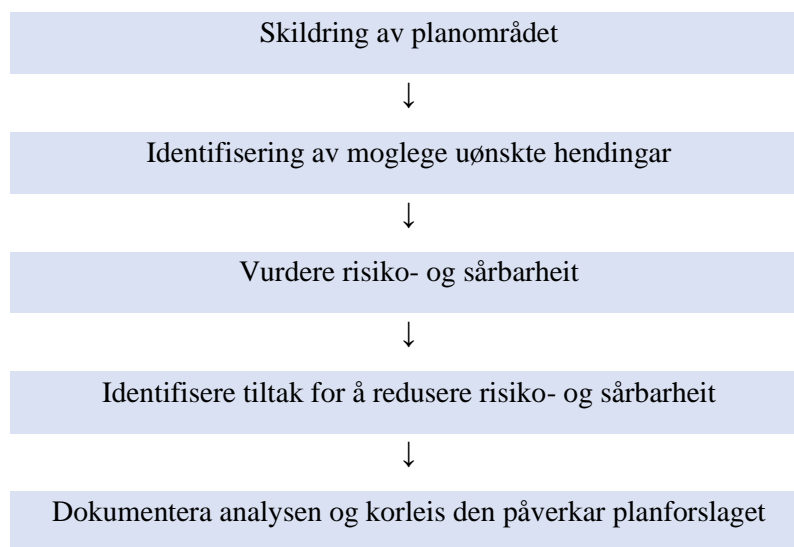 Skildring av planområdet
↓
Identifisering av moglege uønskte hendingar
↓
Vurdere risiko- og sårbarheit
↓
Identifisere tiltak for å redusere risiko- og sårbarheit
↓
Dokumentera analysen og korleis den påverkar planforslaget